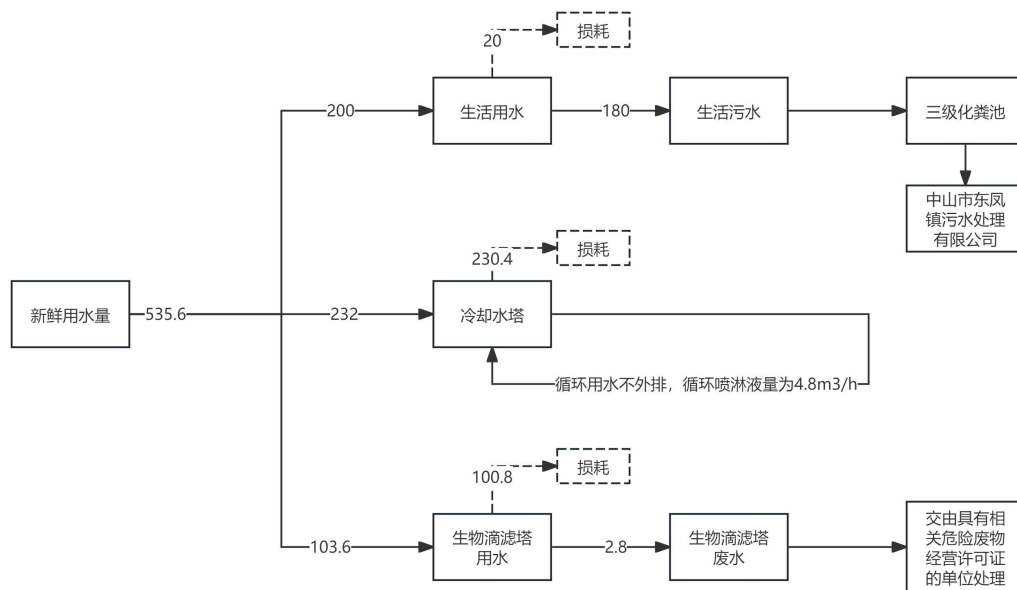 20
损耗
200
生活用水
180
生活污水
三级化粪池
中山市东凤
镇污水处理
有限公司
230.4
损耗
新鲜用水量
535.6
232
冷却水塔
循环用水不外排，循环喷淋液量为4.8m3/h
100.8
损耗
103.6
生物滴滤塔
用水
2.8
生物滴滤塔
废水
交由具有相
关危险废物
经营许可证
的单位处理